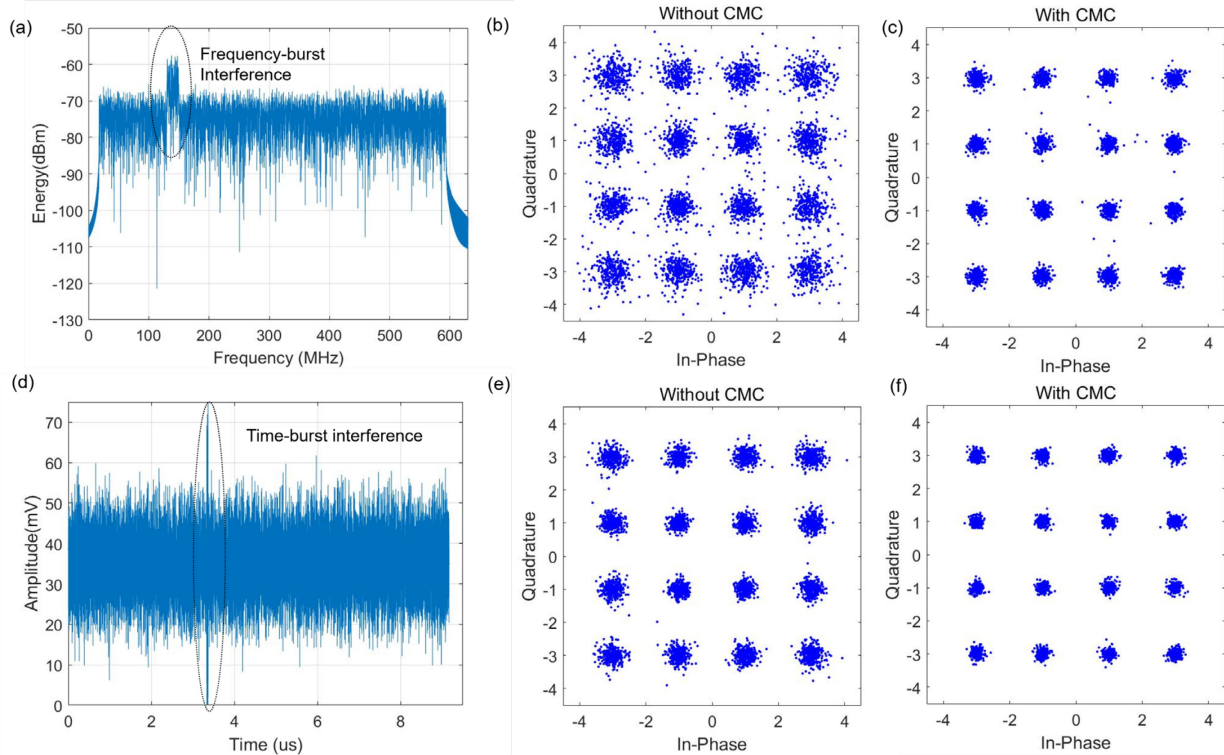 (a)
-50
-60
-70
-80
-90
-100
-110
-120
-130
Energy(dBm)
Frequency-burst
Interference
0 100 200 300 400 500 600
Frequency (MHz)
(b)
Without CMC
4
3
2
1
0
-1
-2
-3
-4
Quadrature
-4 -2 0 2 4
In-Phase
(c)
With CMC
4
3
2
1
0
-1
-2
-3
-4
Quadrature
-4 -2 0 2 4
In-Phase
(d)
70
60
50
40
30
20
10
0
Amplitude(mV)
Time-burst interference
0 2 4 6 8
Time (us)
(e)
Without CMC
4
3
2
1
0
-1
-2
-3
-4
Quadrature
-4 -2 0 2 4
In-Phase
(f)
With CMC
4
3
2
1
0
-1
-2
-3
-4
Quadrature
-4 -2 0 2 4
In-Phase